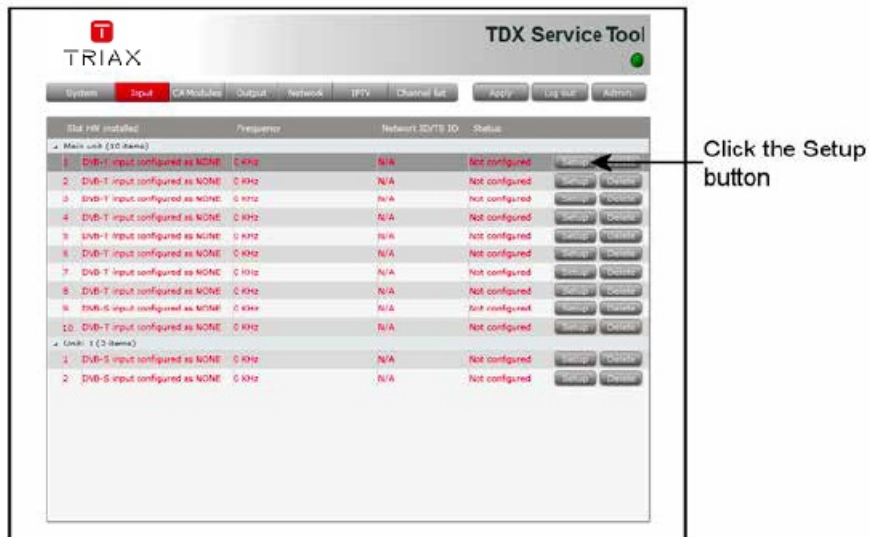 TRIAX
TDX Service Tool
System Input CA Modules Output Network IPTV Channel list Apply Log out Admin.
Slot HW installed Frequency Network ID/TS ID Status
Main unit (10 items)
1 DVB-T input configured as NONE 0 KHz N/A Not configured Setup
2 DVB-T input configured as NONE 0 KHz N/A Not configured Setup Delete
3 DVB-T input configured as NONE 0 KHz N/A Not configured Setup Delete
4 DVB-T input configured as NONE 0 KHz N/A Not configured Setup Delete
5 DVB-T input configured as NONE 0 KHz N/A Not configured Setup Delete
6 DVB-T input configured as NONE 0 KHz N/A Not configured Setup Delete
7 DVB-T input configured as NONE 0 KHz N/A Not configured Setup Delete
8 DVB-T input configured as NONE 0 KHz N/A Not configured Setup Delete
9 DVB-S input configured as NONE 0 KHz N/A Not configured Setup Delete
10 DVB-T input configured as NONE 0 KHz N/A Not configured Setup Delete
Unit: 1 (2 items)
1 DVB-S input configured as NONE 0 KHz N/A Not configured Setup Delete
2 DVB-S input configured as NONE 0 KHz N/A Not configured Setup Delete
Click the Setup
button